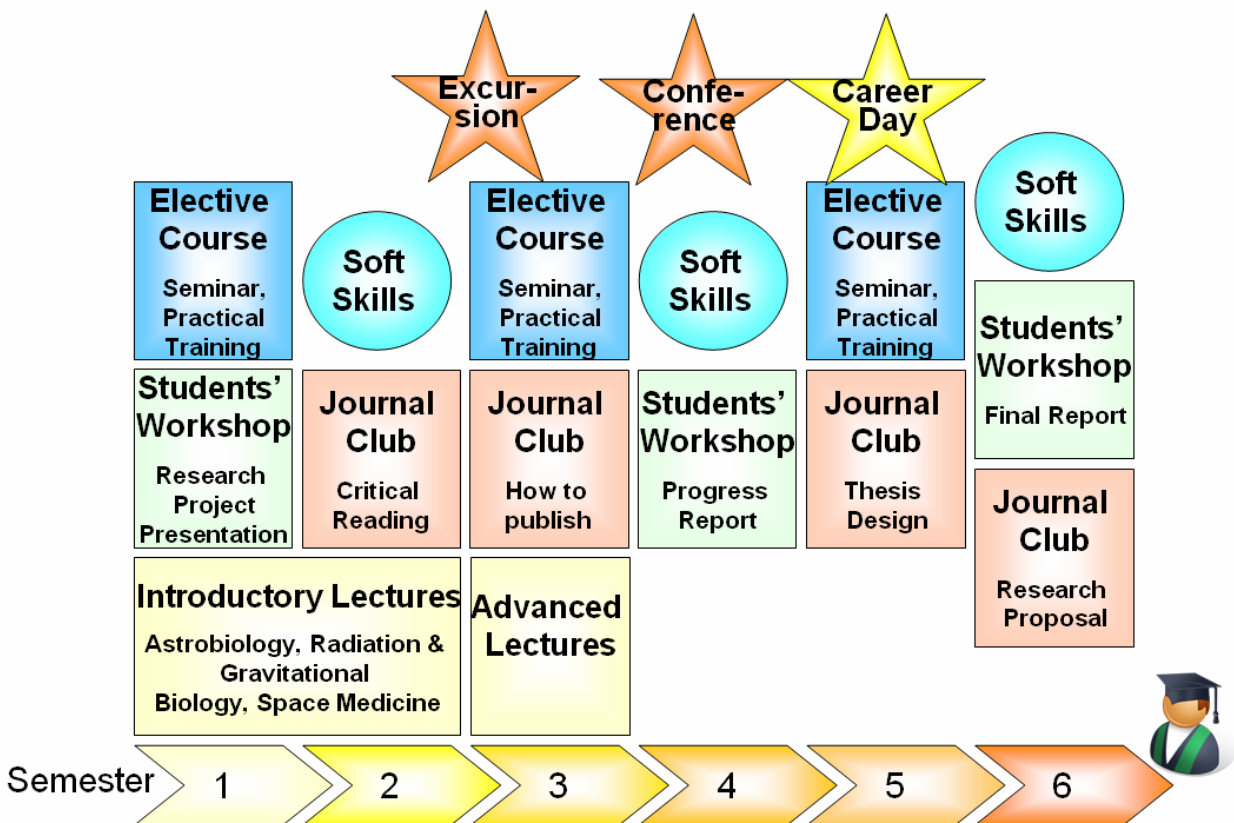 Excur-
sion
Confe-
rence
Career
Day
Elective
Course
Seminar,
Practical
Training
Soft
Skills
Elective
Course
Seminar,
Practical
Training
Soft
Skills
Elective
Course
Seminar,
Practical
Training
Soft
Skills
Students’
Workshop
Research
Project
Presentation
Journal
Club
Critical
Reading
Journal
Club
How to
publish
Students’
Workshop
Progress
Report
Journal
Club
Thesis
Design
Students’
Workshop
Final Report
Journal
Club
Research
Proposal
Introductory Lectures
Astrobiology, Radiation &
Gravitational
Biology, Space Medicine
Advanced
Lectures
Semester 1 2 3 4 5 6